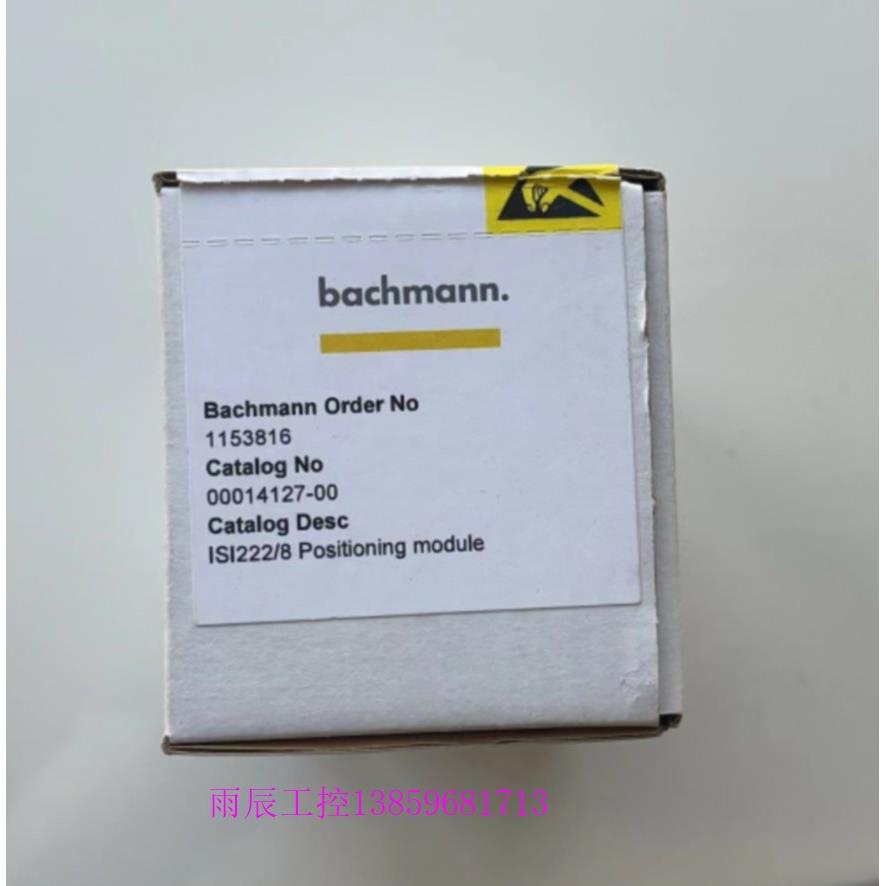 bachmann.
Bachmann Order No
1153816
Catalog No
00014127-00
Catalog Desc
ISI222/8 Positioning module
雨辰工控13859681713